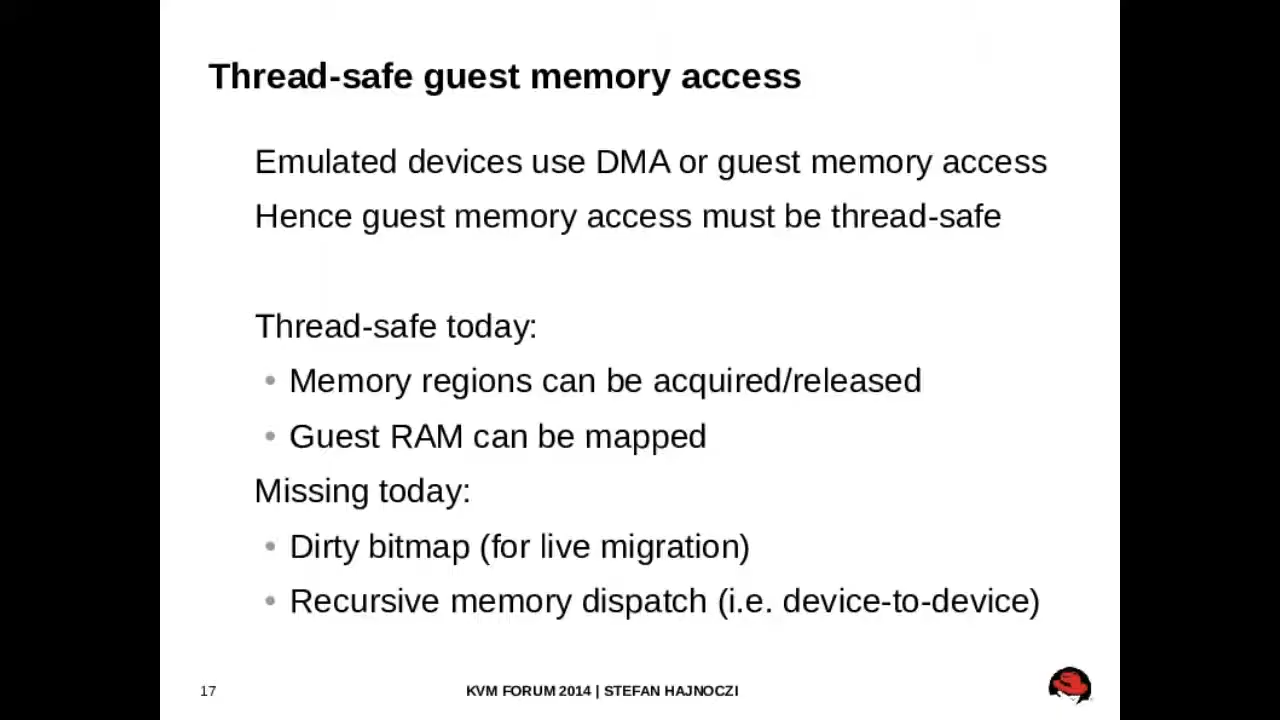 Thread-safe guest memory access
Emulated devices use DMA or guest memory access
Hence guest memory access must be thread-safe
Thread-safe today:
• Memory regions can be acquired/released
• Guest RAM can be mapped
Missing today:
• Dirty bitmap (for live migration)
• Recursive memory dispatch (i.e. device-to-device)
17
KVM FORUM 2014 | STEFAN HAJNOCZI